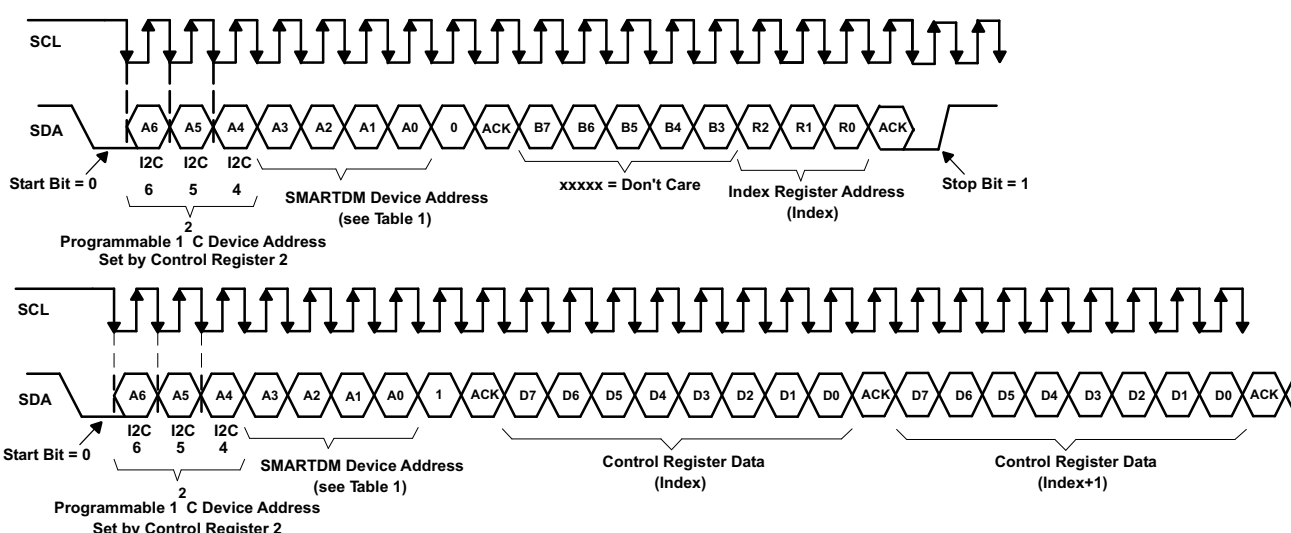 SCL
SDA A6 A5 A4 A3 A2 A1 A0 0 ACK B7 B6 B5 B4 B3 R2 R1 R0 ACK
I2C I2C I2C
6 5 4
Start Bit = 0
SMARTDM Device Address
(see Table 1)
xxxxx = Don't Care
Index Register Address
(Index)
Stop Bit = 1
2
Programmable 1 C Device Address
Set by Control Register 2
SCL
SDA A6 A5 A4 A3 A2 A1 A0 1 ACK D7 D6 D5 D4 D3 D2 D1 D0 ACK D7 D6 D5 D4 D3 D2 D1 D0 ACK
I2C I2C I2C
6 5 4
Start Bit = 0
SMARTDM Device Address
(see Table 1)
Control Register Data
(Index)
Control Register Data
(Index+1)
2
Programmable 1 C Device Address
Set by Control Register 2